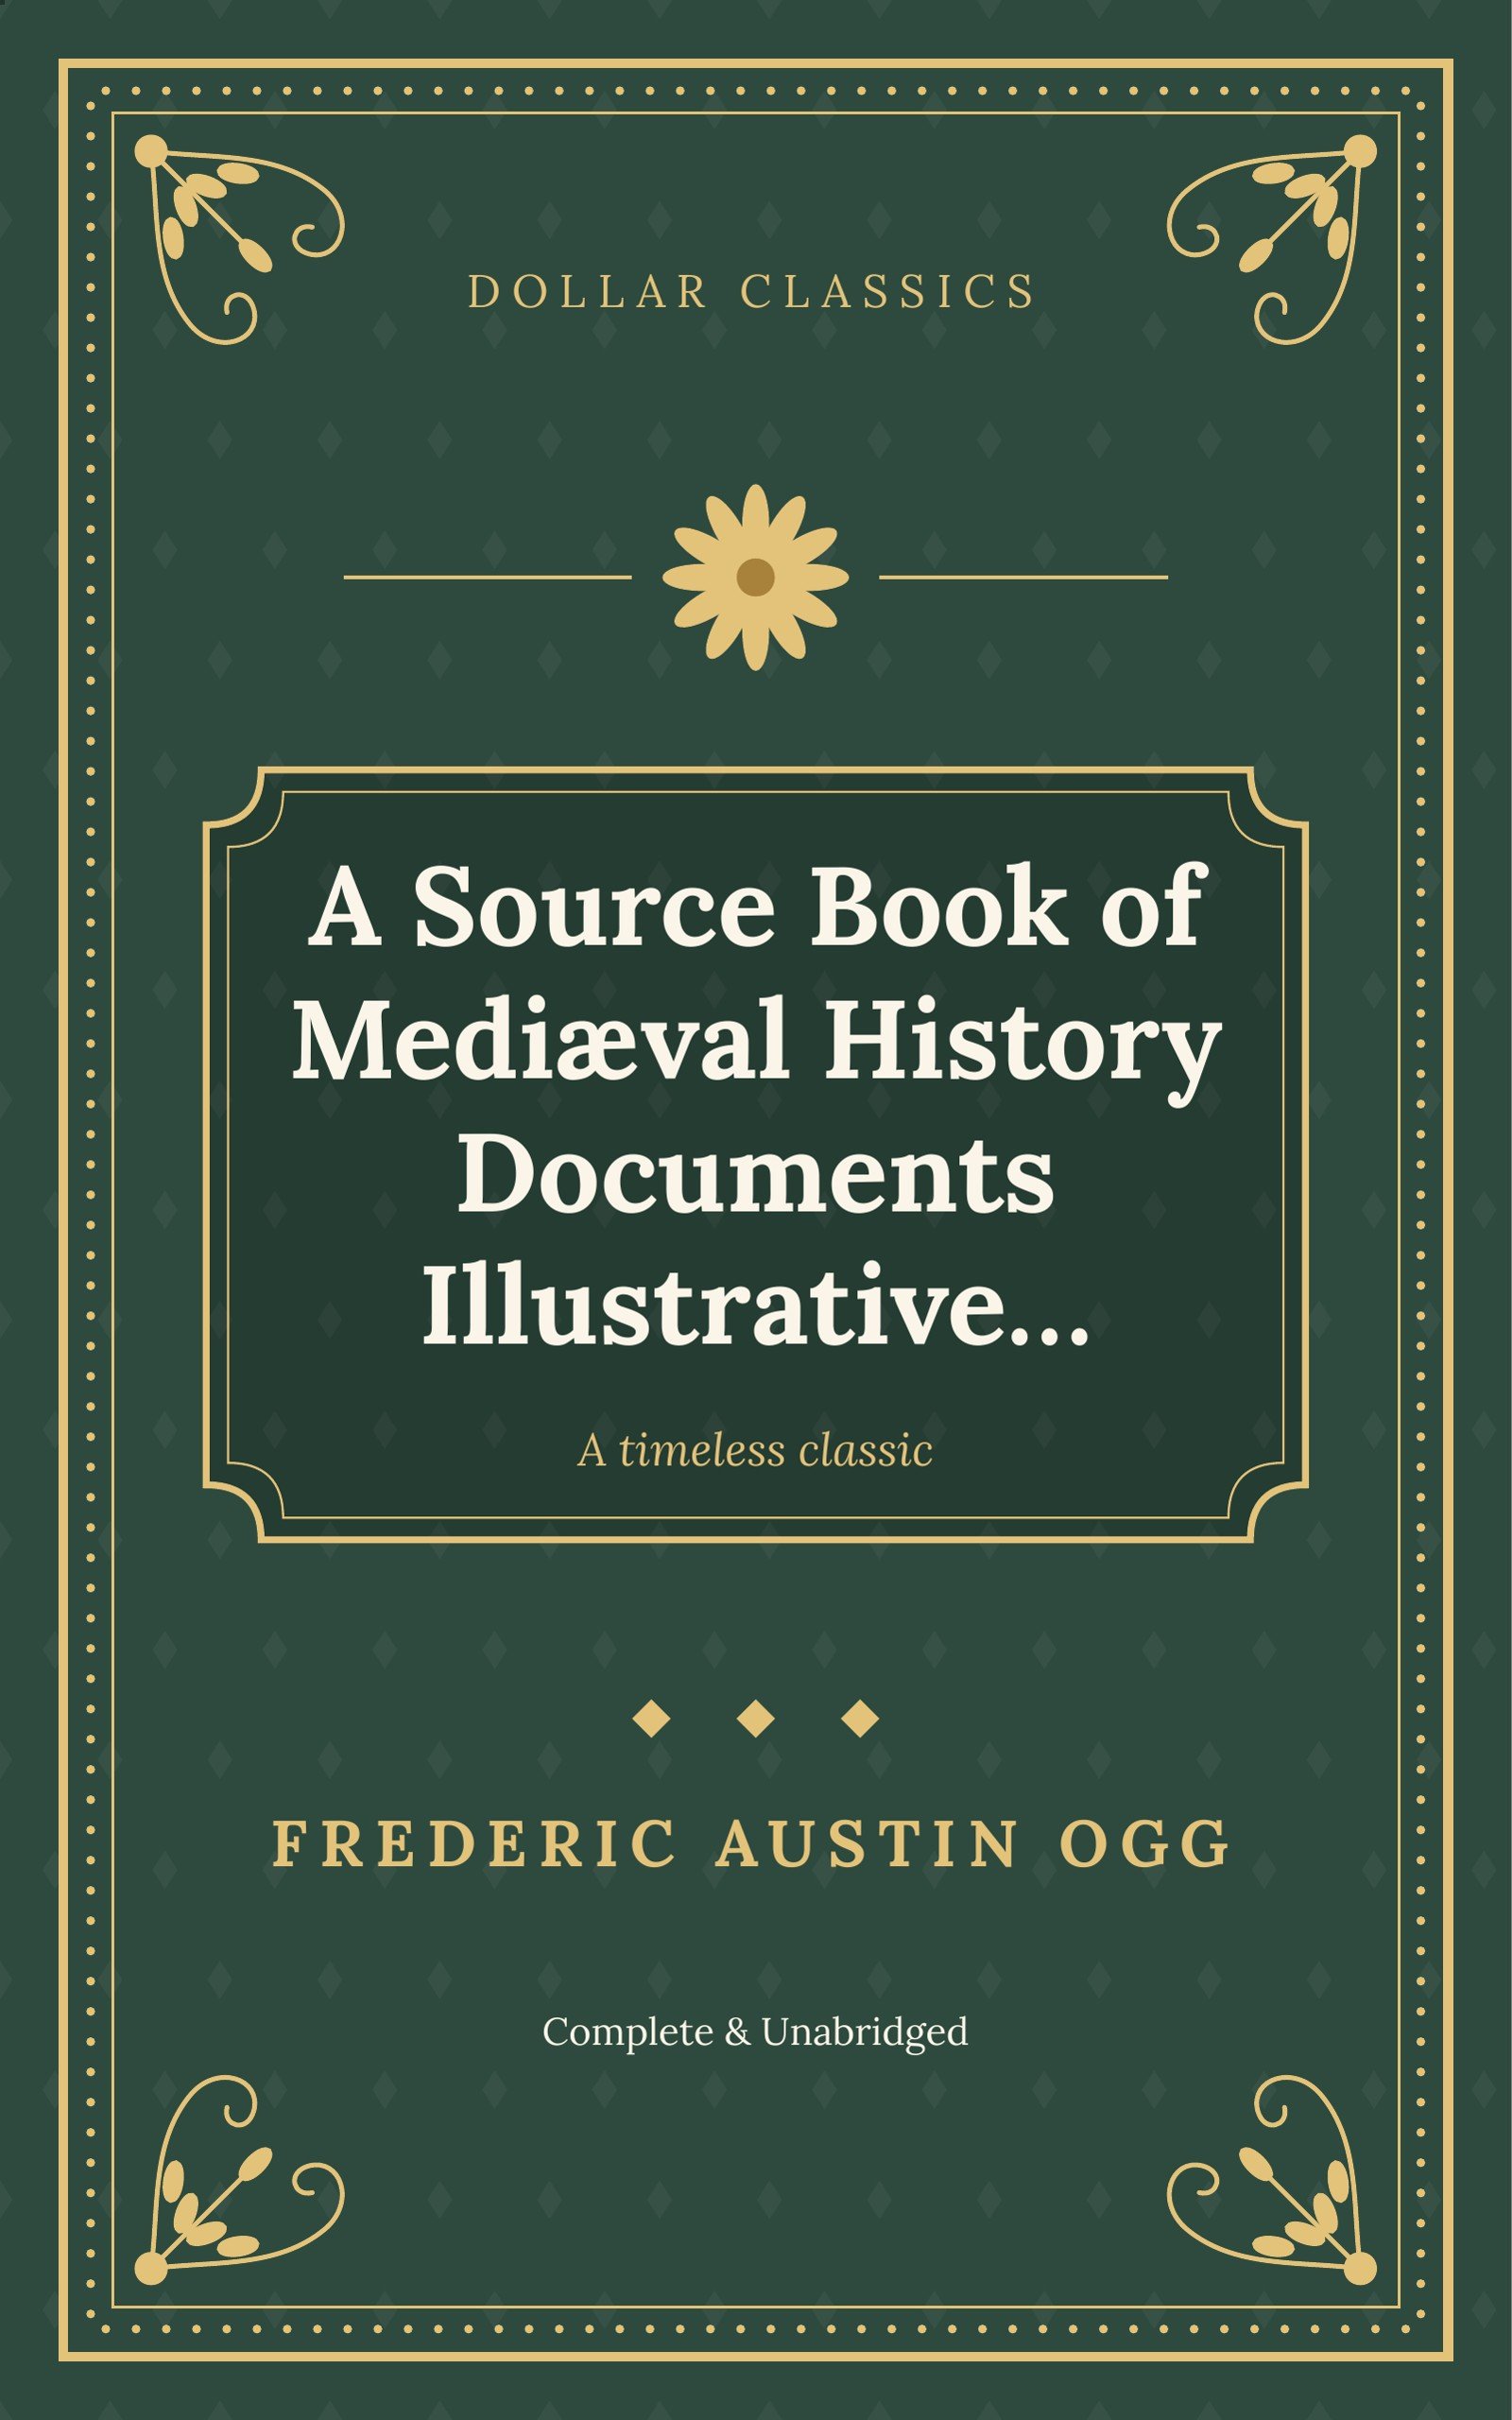 DOLLAR CLASSICS
A Source Book of
Mediæval History
Documents
Illustrative...
A timeless classic
FREDERIC AUSTIN OGG
Complete & Unabridged